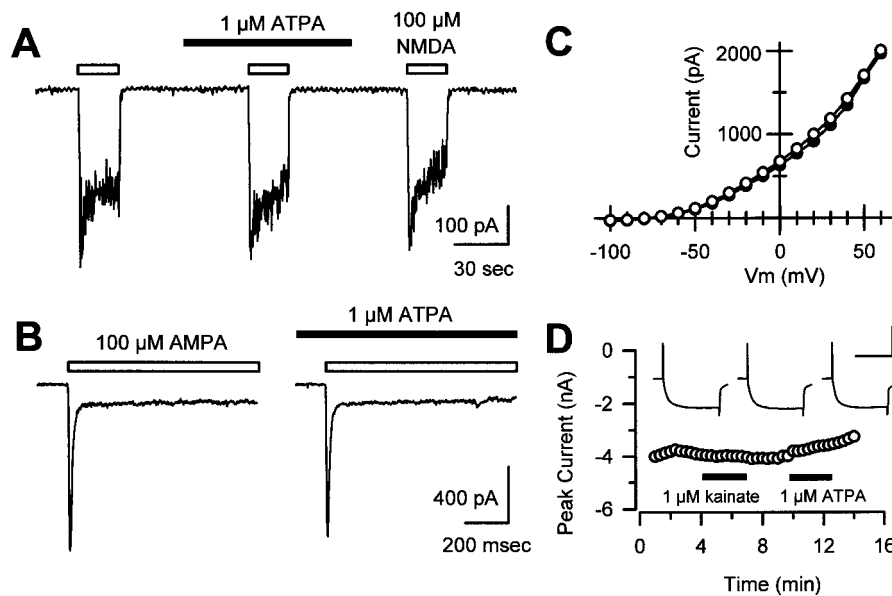 A
1 µM ATPA
100 µM
NMDA
100 pA
30 sec
B
100 µM AMPA
1 µM ATPA
400 pA
200 msec
C
Current (pA)
2000
1000
-100
-50
0
50
Vm (mV)
D
Peak Current (nA)
0
-2
-4
-6
1 µM kainate
1 µM ATPA
0
4
8
12
16
Time (min)